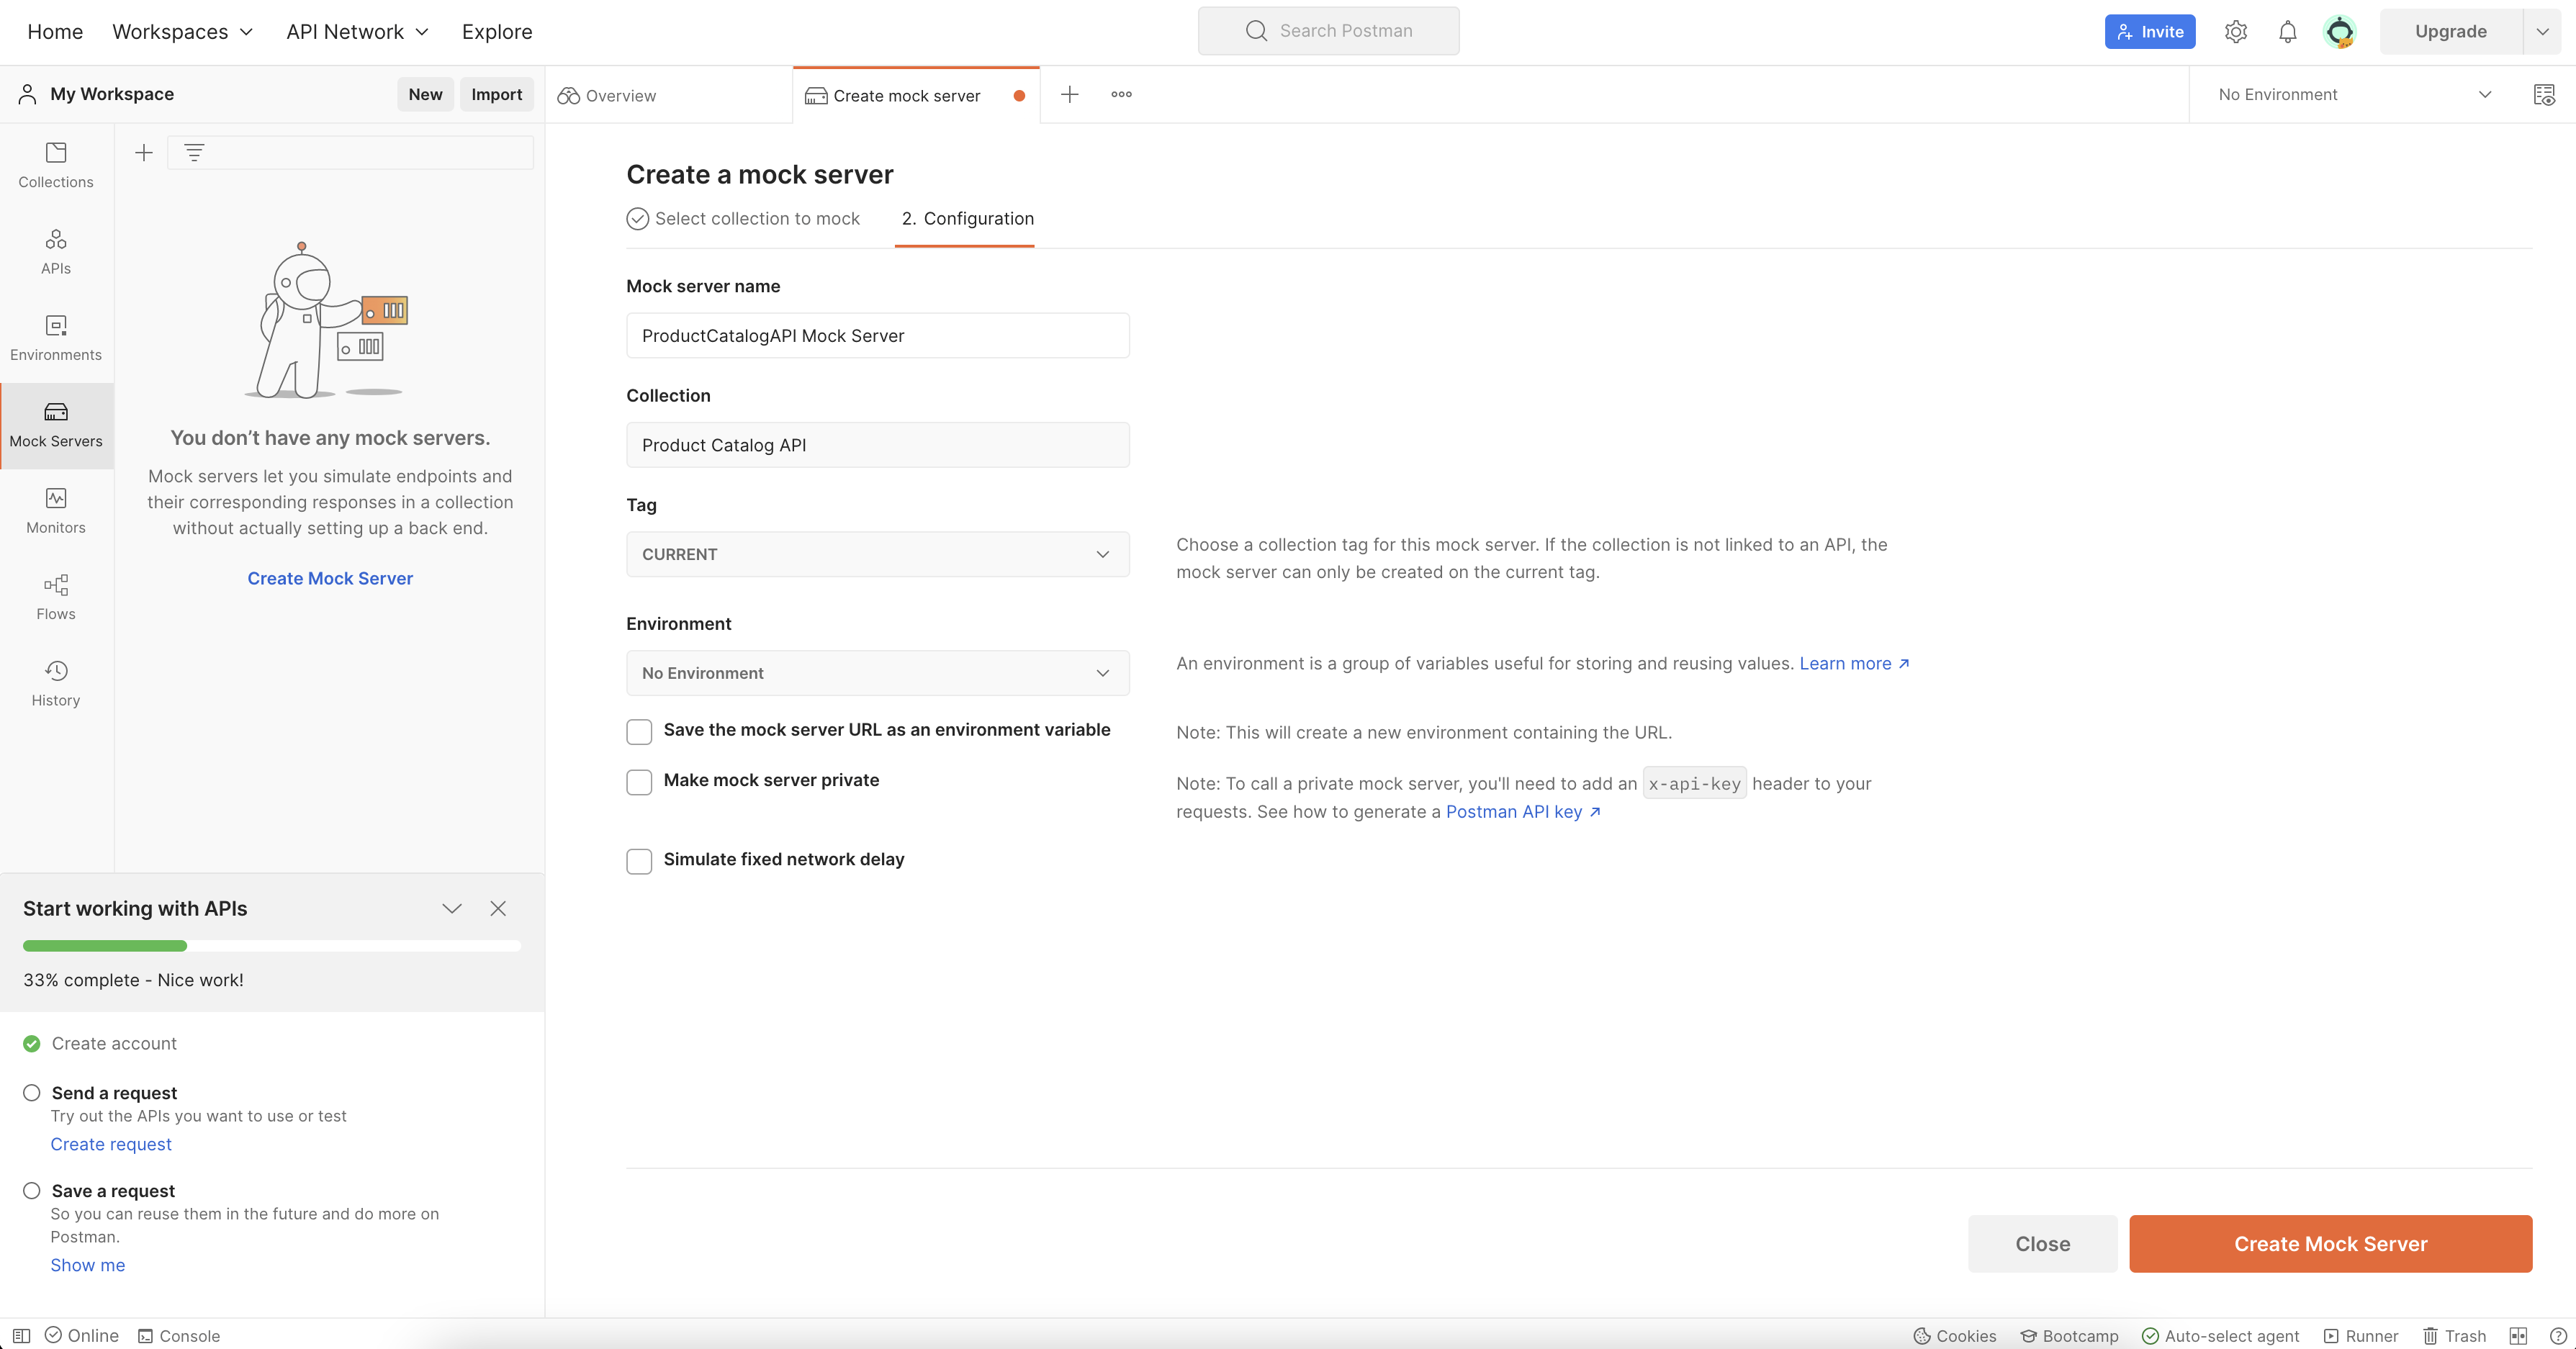 Home Workspaces API Network Explore Search Postman Invite Upgrade
My Workspace New Import Overview Create mock server No Environment
Collections
APIs
Environments
Mock Servers
Monitors
Flows
History
You don’t have any mock servers.
Mock servers let you simulate endpoints and
their corresponding responses in a collection
without actually setting up a back end.
Create Mock Server
Start working with APIs
33% complete - Nice work!
Create account
Send a request
Try out the APIs you want to use or test
Create request
Save a request
So you can reuse them in the future and do more on
Postman.
Show me
Create a mock server
Select collection to mock 2. Configuration
Mock server name
ProductCatalogAPI Mock Server
Collection
Product Catalog API
Tag
CURRENT
Choose a collection tag for this mock server. If the collection is not linked to an API, the
mock server can only be created on the current tag.
Environment
No Environment
An environment is a group of variables useful for storing and reusing values. Learn more ↗
Save the mock server URL as an environment variable
Note: This will create a new environment containing the URL.
Make mock server private
Note: To call a private mock server, you'll need to add an x-api-key header to your
requests. See how to generate a Postman API key ↗
Simulate fixed network delay
Close Create Mock Server
Online Console Cookies Bootcamp Auto-select agent Runner Trash